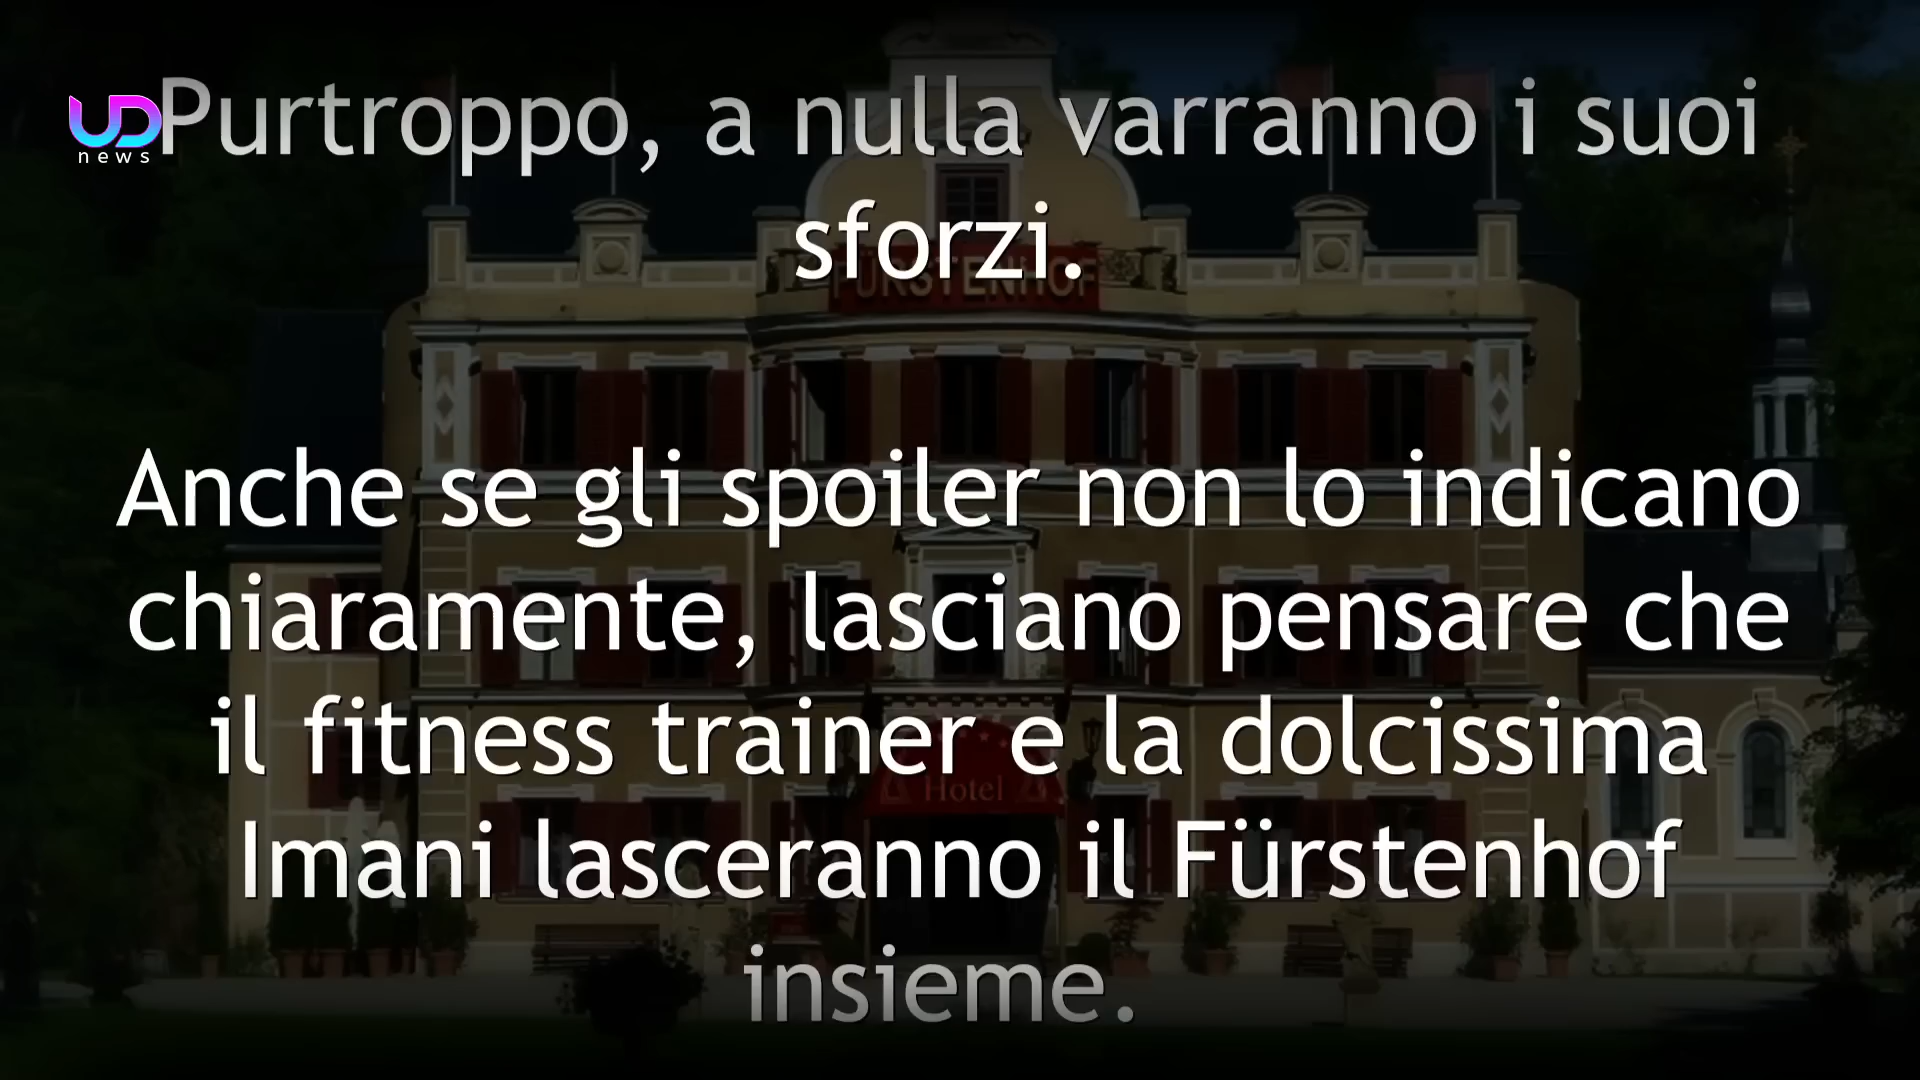 UD
news
Purtroppo, a nulla varranno i suoi
sforzi.
FÜRSTENHOF
Anche se gli spoiler non lo indicano
chiaramente, lasciano pensare che
il fitness trainer e la dolcissima
Hotel
Imani lasceranno il Fürstenhof
insieme.